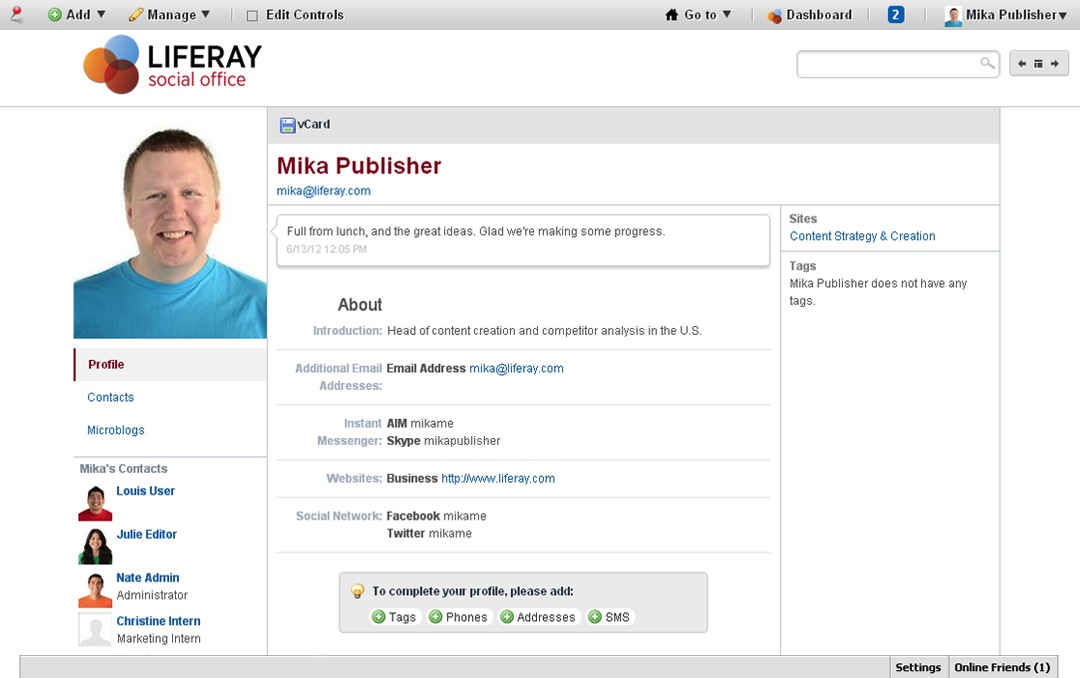 Add Manage Edit Controls Go to Dashboard 2 Mika Publisher
LIFERAY
social office
vCard
Mika Publisher
mika@liferay.com
Full from lunch, and the great ideas. Glad we're making some progress.
6/13/12 12:05 PM
Sites
Content Strategy & Creation
Tags
Mika Publisher does not have any
tags.
About
Introduction: Head of content creation and competitor analysis in the U.S.
Additional Email Addresses: Email Address mika@liferay.com
Instant Messenger: AIM mikame
Skype mikapublisher
Websites: Business http://www.liferay.com
Social Network: Facebook mikame
Twitter mikame
To complete your profile, please add:
Tags Phones Addresses SMS
Profile
Contacts
Microblogs
Mika's Contacts
Louis User
Julie Editor
Nate Admin
Administrator
Christine Intern
Marketing Intern
Settings Online Friends (1)